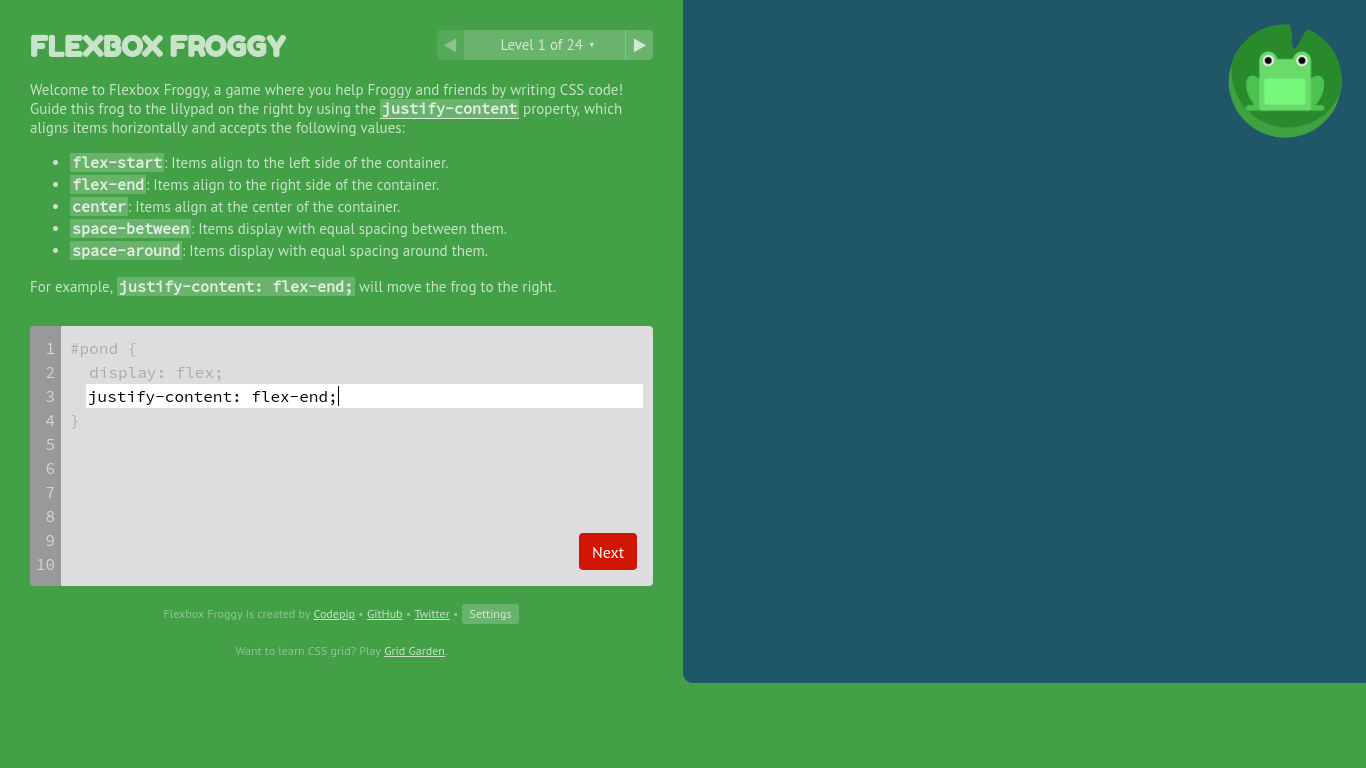 FLEXBOX FROGGY
◀ Level 1 of 24 ▾ ▶
Welcome to Flexbox Froggy, a game where you help Froggy and friends by writing CSS code!
Guide this frog to the lilypad on the right by using the justify-content property, which
aligns items horizontally and accepts the following values:
• flex-start: Items align to the left side of the container.
• flex-end: Items align to the right side of the container.
• center: Items align at the center of the container.
• space-between: Items display with equal spacing between them.
• space-around: Items display with equal spacing around them.
For example, justify-content: flex-end; will move the frog to the right.
1 #pond {
2 display: flex;
3 justify-content: flex-end;
4 }
5
6
7
8
9
10
Next
Flexbox Froggy is created by Codepip • GitHub • Twitter • Settings
Want to learn CSS grid? Play Grid Garden.